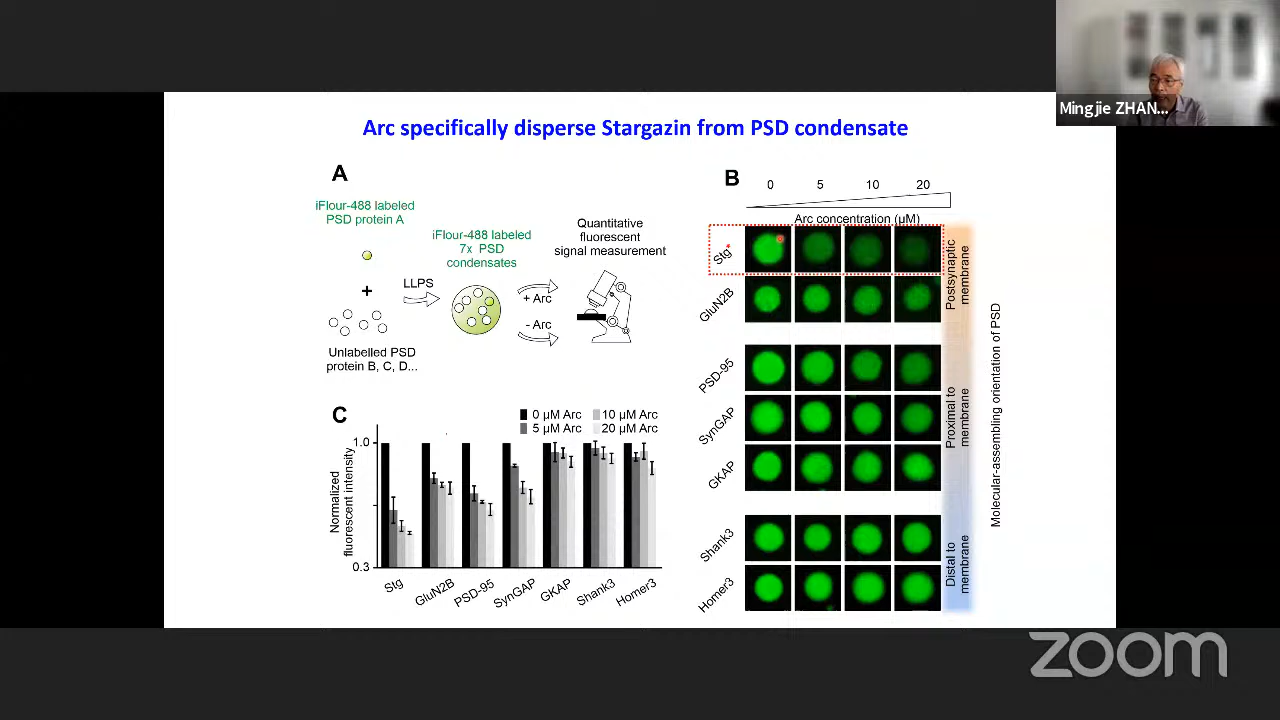 Mingjie ZHAN...
Arc specifically disperse Stargazin from PSD condensate
A
iFlour-488 labeled
PSD protein A
+
Unlabelled PSD
protein B, C, D...
LLPS
iFlour-488 labeled
7x PSD
condensates
+ Arc
- Arc
Quantitative
fluorescent
signal measurement
B
0 5 10 20
Arc concentration (μM)
Stg
GluN2B
PSD-95
SynGAP
GKAP
Shank3
Homer3
Postsynaptic
membrane
Proximal to
membrane
Distal to
membrane
Molecular-assembling orientation of PSD
C
0 μM Arc
10 μM Arc
5 μM Arc
20 μM Arc
Normalized
fluorescent intensity
1.0
0.3
Stg
GluN2B
PSD-95
SynGAP
GKAP
Shank3
Homer3
zoom